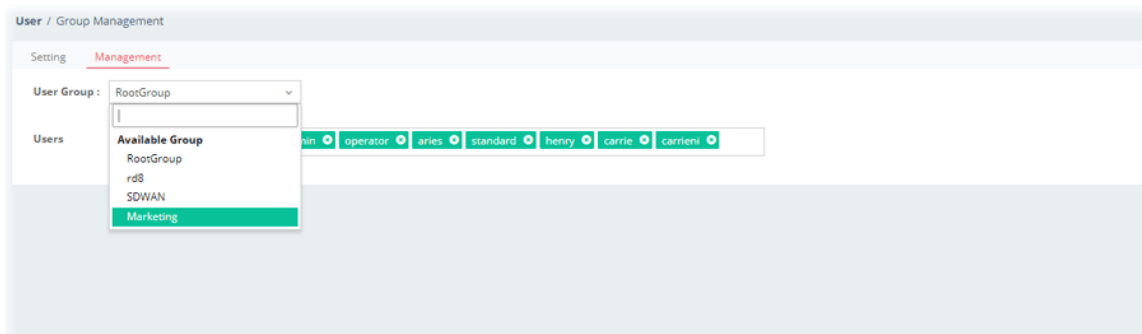 User / Group Management
Setting Management
User Group : RootGroup
Users operator aries standard henry carrie carrieni
Available Group
RootGroup
rd8
SDWAN
Marketing